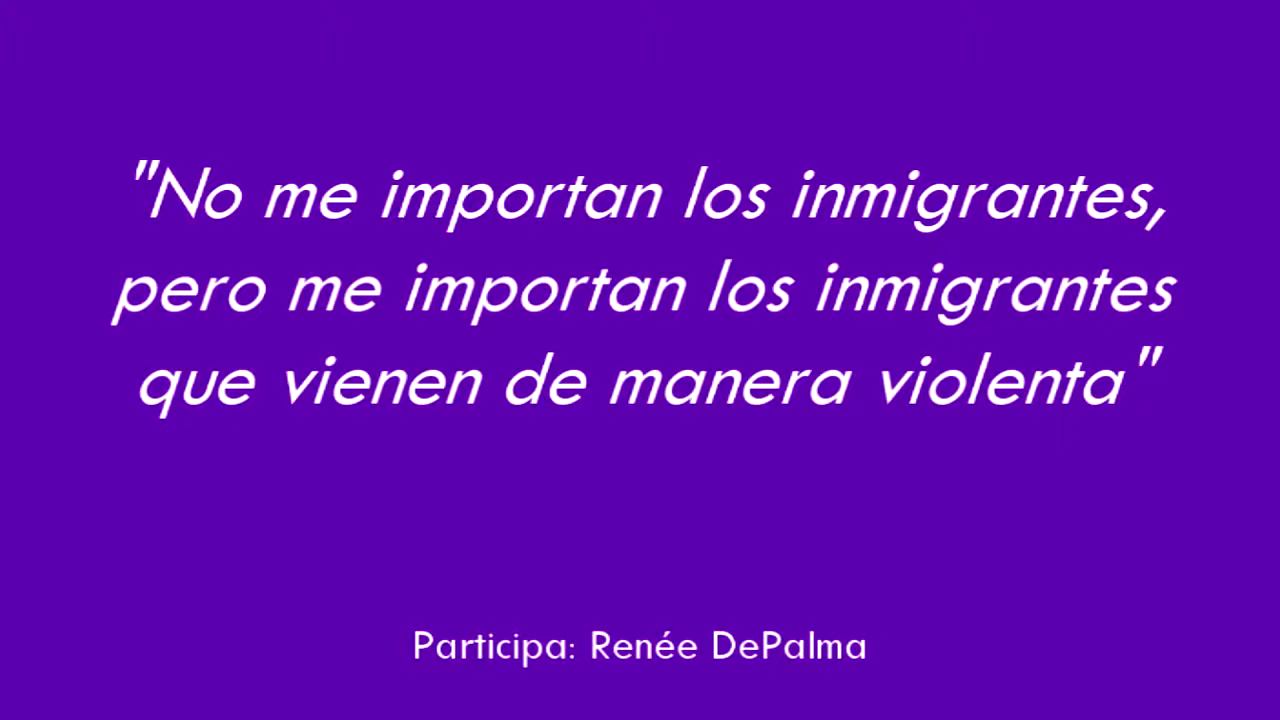 "No me importan los inmigrantes,
pero me importan los inmigrantes
que vienen de manera violenta"
Participa: Renée DePalma